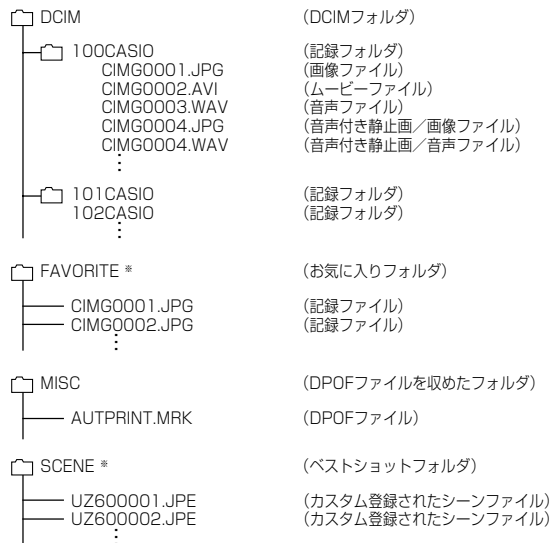 DCIM （DCIMフォルダ）
100CASIO （記録フォルダ）
CIMG0001.JPG （画像ファイル）
CIMG0002.AVI （ムービーファイル）
CIMG0003.WAV （音声ファイル）
CIMG0004.JPG （音声付き静止画／画像ファイル）
CIMG0004.WAV （音声付き静止画／音声ファイル）
⋮
101CASIO （記録フォルダ）
102CASIO （記録フォルダ）
⋮
FAVORITE ※ （お気に入りフォルダ）
CIMG0001.JPG （記録ファイル）
CIMG0002.JPG （記録ファイル）
⋮
MISC （DPOFファイルを収めたフォルダ）
AUTPRINT.MRK （DPOFファイル）
SCENE ※ （ベストショットフォルダ）
UZ600001.JPE （カスタム登録されたシーンファイル）
UZ600002.JPE （カスタム登録されたシーンファイル）
⋮